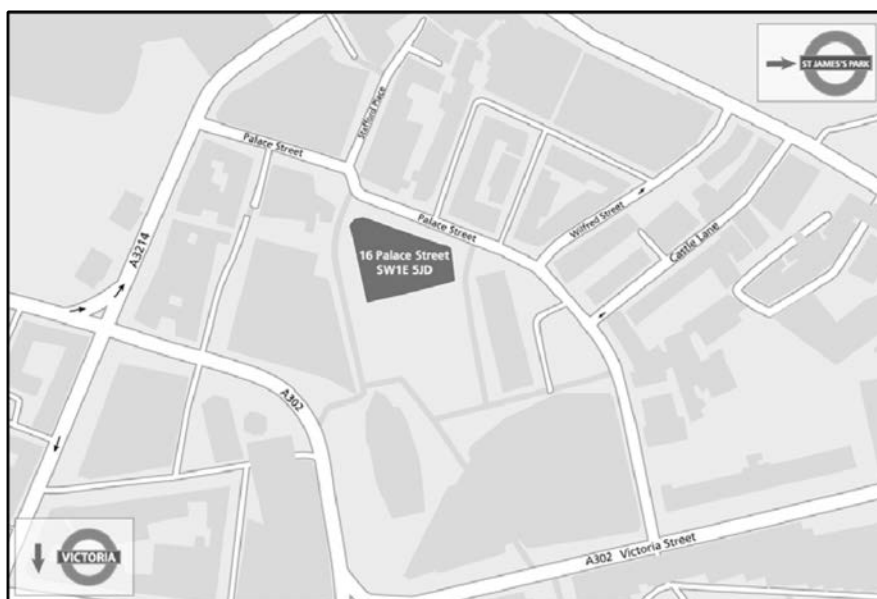 ST JAMES'S PARK
Stafford Place
Palace Street
Palace Street
Wilfred Street
Castle Lane
A3214
16 Palace Street
SW1E 5JD
A302
A302 Victoria Street
VICTORIA